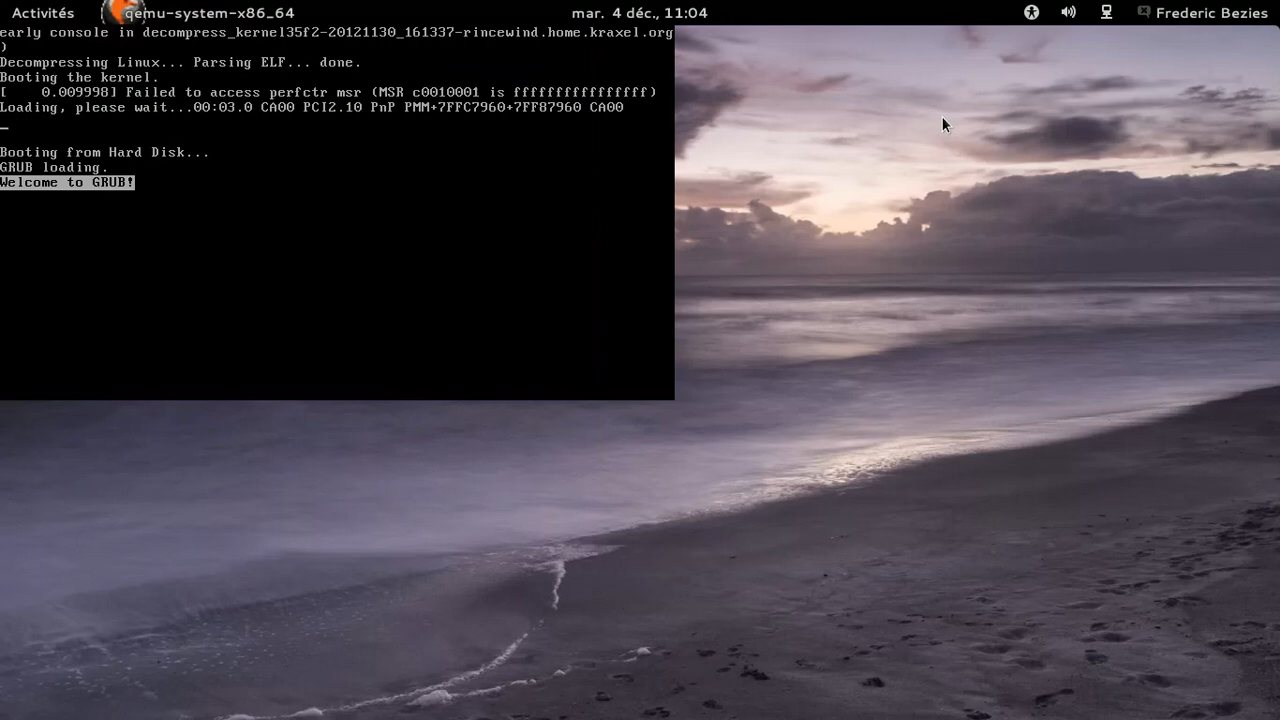 Activités qemu-system-x86_64 mar. 4 déc., 11:04 Frederic Bezies
early console in decompress_kernel35f2-20121130_161337-rincewind.home.kraxel.org
)
Decompressing Linux... Parsing ELF... done.
Booting the kernel.
[    0.009998] Failed to access perfctr msr (MSR c0010001 is ffffffffffffffff)
Loading, please wait...00:03.0 CA00 PCI2.10 PnP PMM+7FFC7960+7FF87960 CA00
Booting from Hard Disk...
GRUB loading.
Welcome to GRUB!